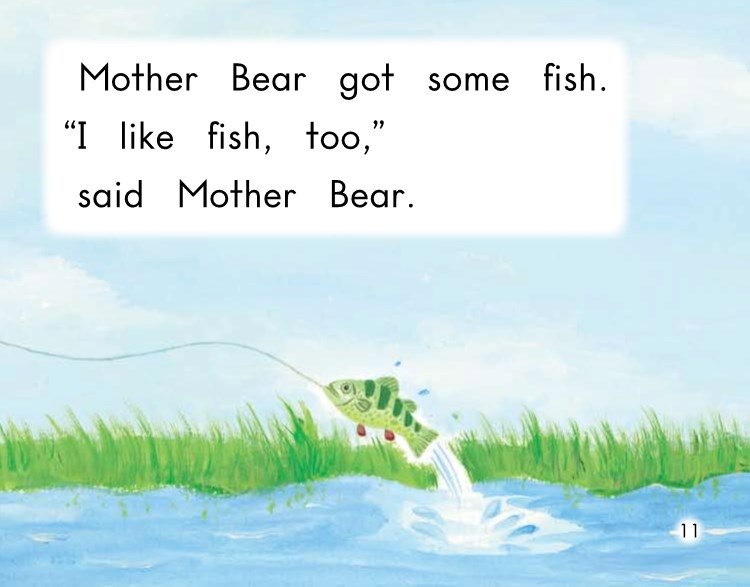 Mother Bear got some fish.
“I like fish, too,”
said Mother Bear.
11